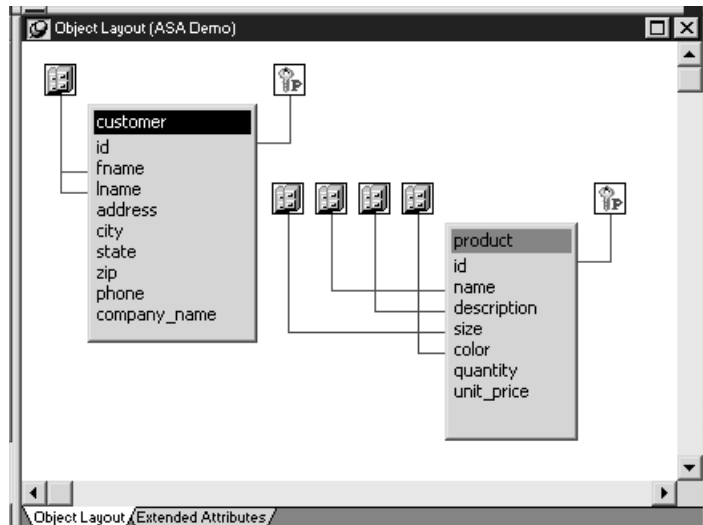 Object Layout (ASA Demo)
P
customer
id
fname
lname
address
city
state
zip
phone
company_name
P
product
id
name
description
size
color
quantity
unit_price
Object Layout
Extended Attributes